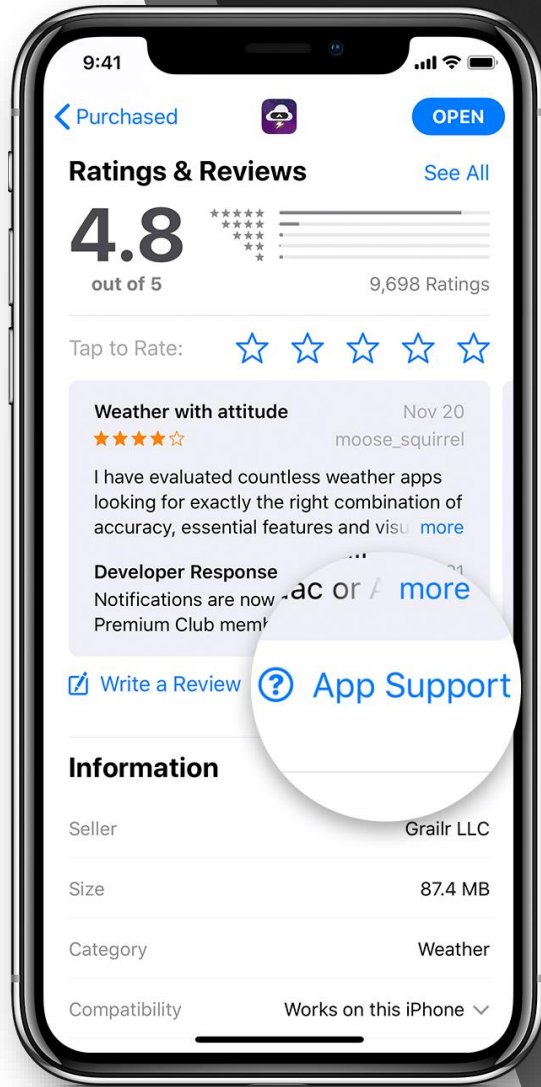 9:41
Purchased
OPEN
Ratings & Reviews
See All
4.8
out of 5
9,698 Ratings
Tap to Rate:
Weather with attitude
Nov 20
moose_squirrel
I have evaluated countless weather apps
looking for exactly the right combination of
accuracy, essential features and visu more
Developer Response
Notifications are now
Premium Club
or
more
Write a Review
App Support
Information
Seller
Grailr LLC
Size
87.4 MB
Category
Weather
Compatibility
Works on this iPhone